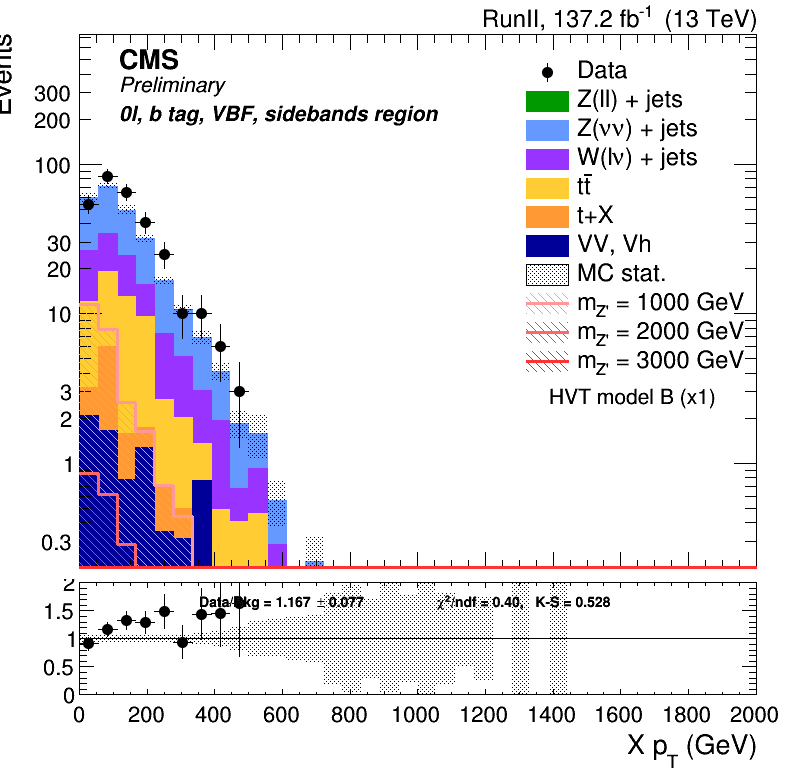 RunII, 137.2 fb⁻¹ (13 TeV)
Events
CMS
Preliminary
0l, b tag, VBF, sidebands region
Data
Z(ll) + jets
Z(νν) + jets
W(lν) + jets
tt̄
t+X
VV, Vh
MC stat.
m_Z' = 1000 GeV
m_Z' = 2000 GeV
m_Z' = 3000 GeV
HVT model B (x1)
300
200
100
30
20
10
3
2
1
0.3
2
1.5
1
0.5
0
Data/Bkg = 1.167 ± 0.077
χ²/ndf = 0.40, K-S = 0.528
0 200 400 600 800 1000 1200 1400 1600 1800 2000
X p_T (GeV)